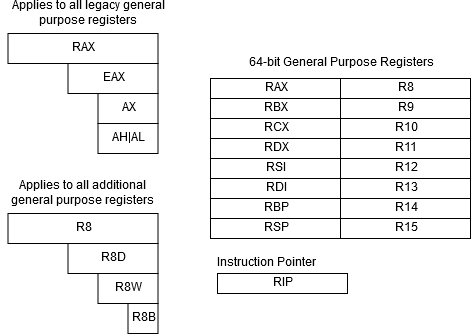 Applies to all legacy general
purpose registers
RAX
EAX
AX
AH|AL
Applies to all additional
general purpose registers
R8
R8D
R8W
R8B
64-bit General Purpose Registers
RAX R8
RBX R9
RCX R10
RDX R11
RSI R12
RDI R13
RBP R14
RSP R15
Instruction Pointer
RIP